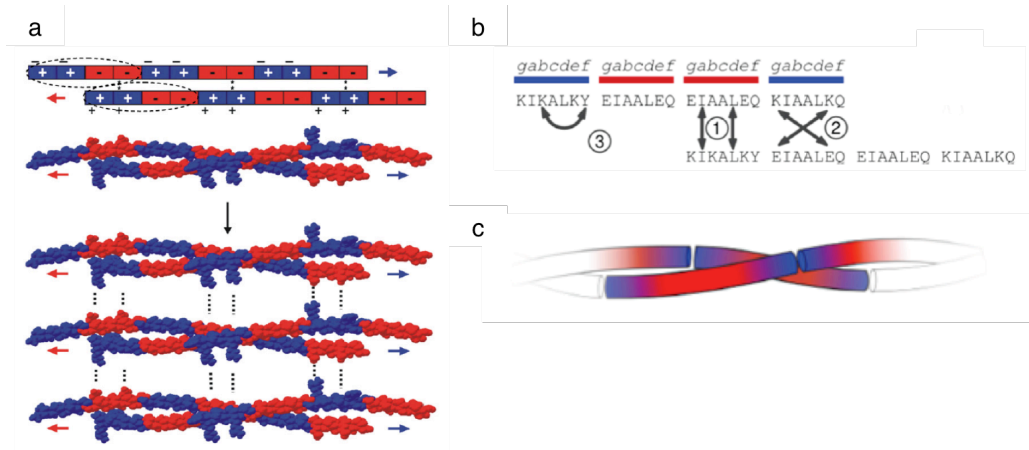 a
− − − − − −
+ + - - + + - - + + - -
+ + - - + + - - + + - -
+ + + + + +
b
gabcdef gabcdef gabcdef gabcdef
KIKALKY EIAALEQ EIAALEQ KIAALKQ
1 2
3
KIKALKY EIAALEQ EIAALEQ KIAALKQ
c